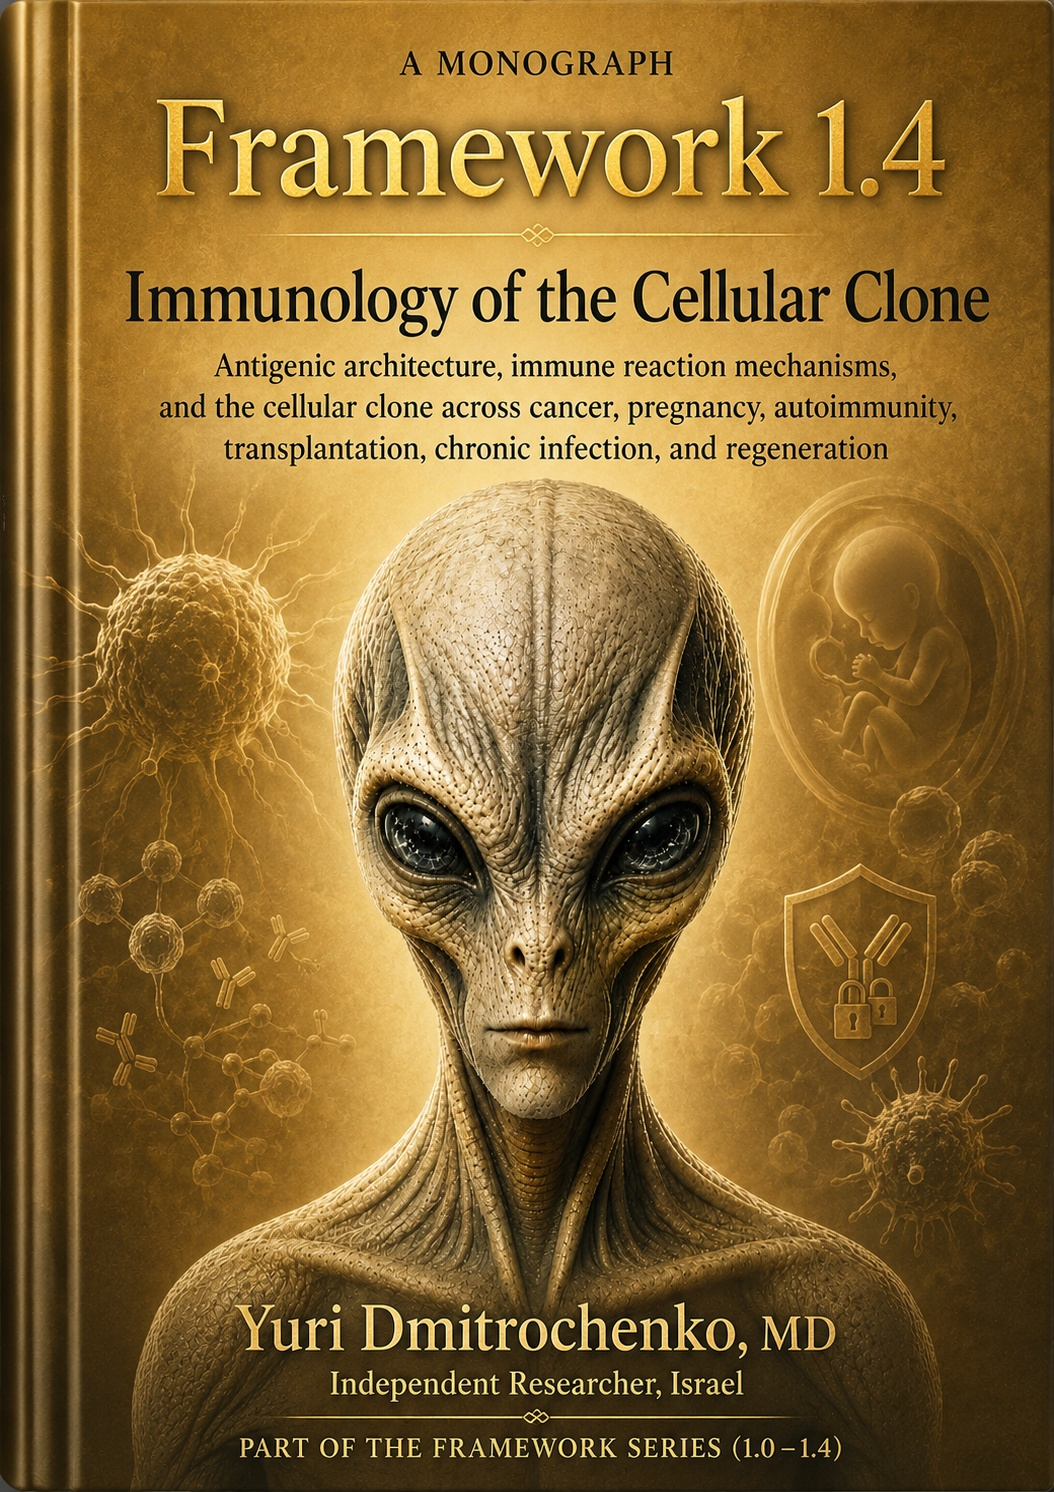 A MONOGRAPH
Framework 1.4
Immunology of the Cellular Clone
Antigenic architecture, immune reaction mechanisms,
and the cellular clone across cancer, pregnancy, autoimmunity,
transplantation, chronic infection, and regeneration
Yuri Dmitrochenko, MD
Independent Researcher, Israel
PART OF THE FRAMEWORK SERIES (1.0 – 1.4)